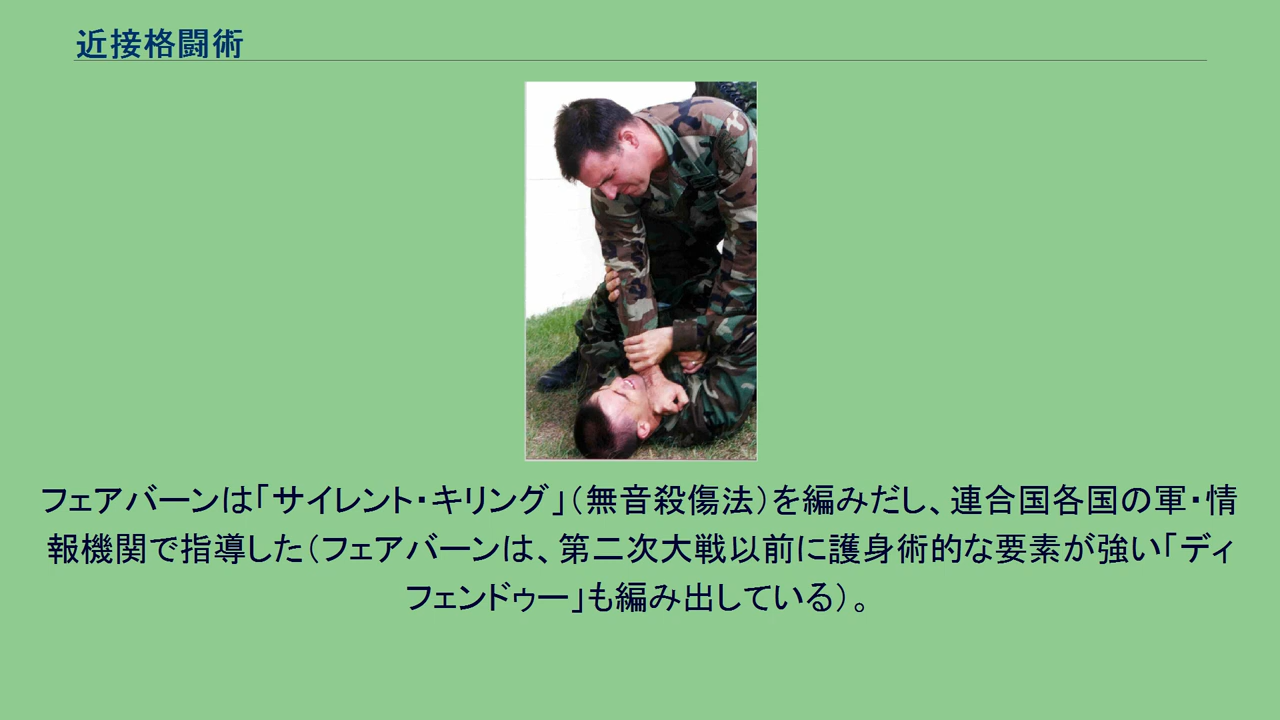 近接格闘術
フェアバーンは「サイレント・キリング」（無音殺傷法）を編みだし、連合国各国の軍・情
報機関で指導した（フェアバーンは、第二次大戦以前に護身術的な要素が強い「ディ
フェンドゥー」も編み出している）。